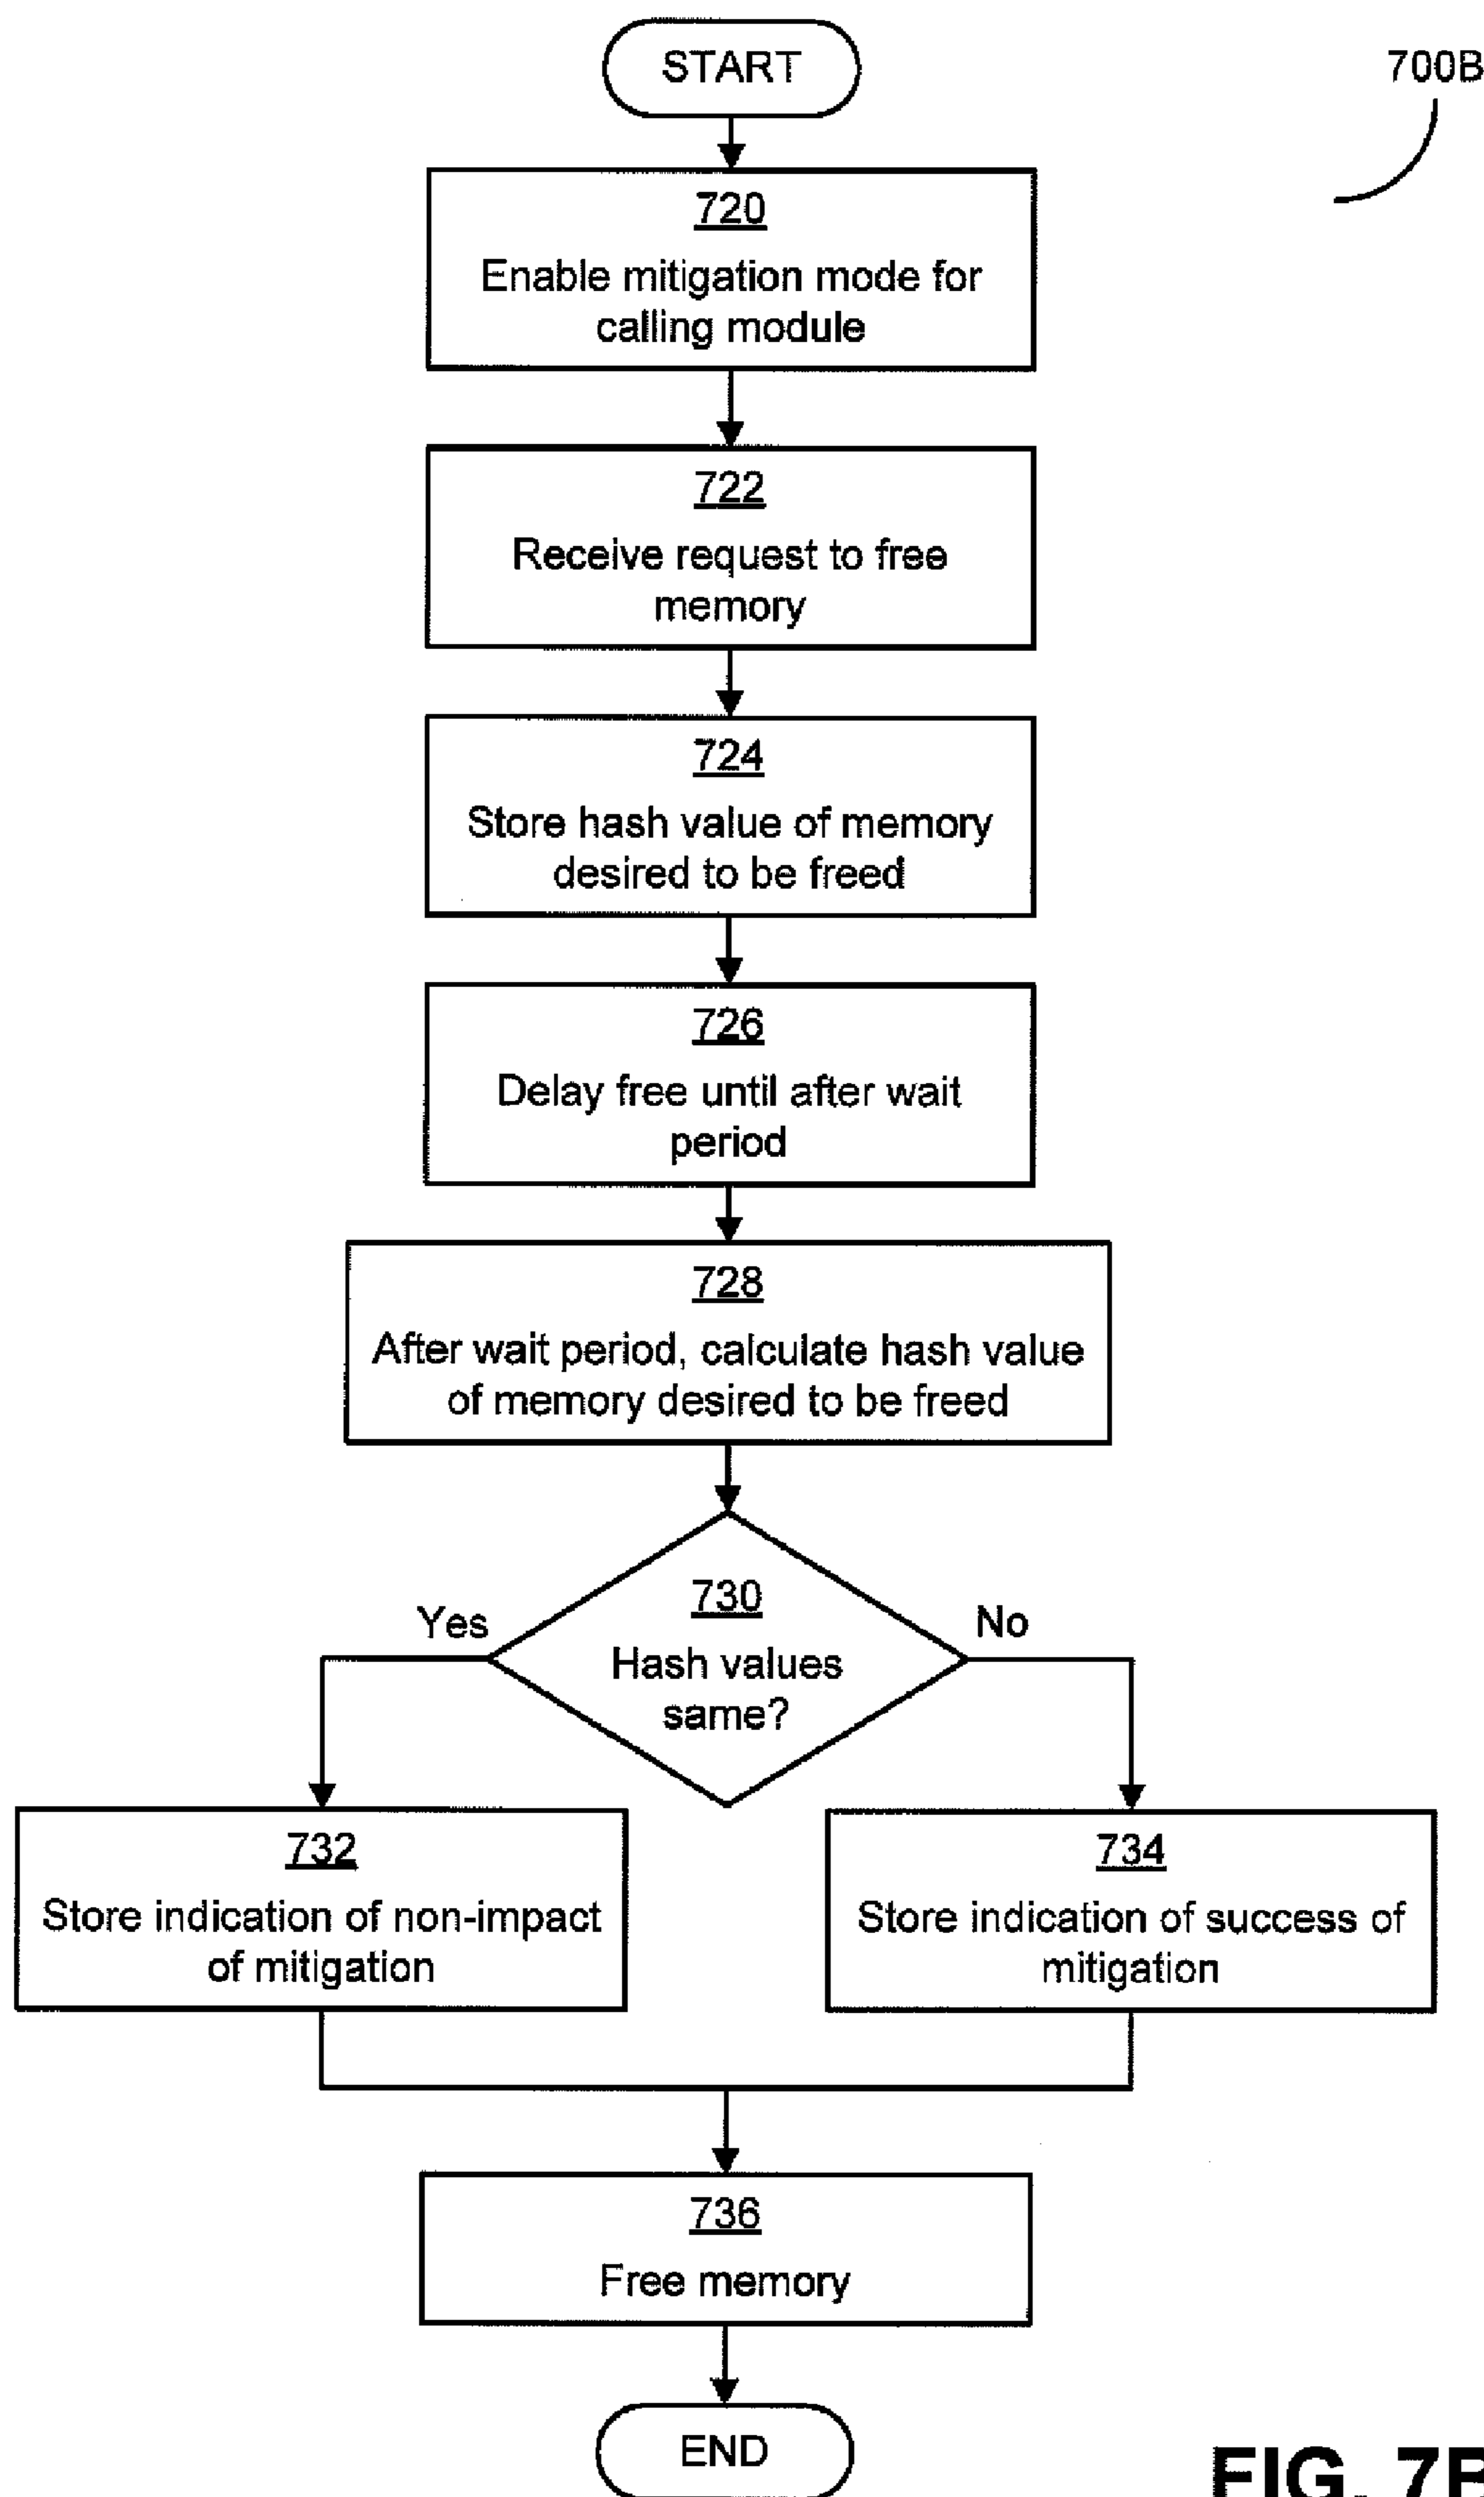 START
700B
720
Enable mitigation mode for
calling module
722
Receive request to free
memory
724
Store hash value of memory
desired to be freed
726
Delay free until after wait
period
728
After wait period, calculate hash value
of memory desired to be freed
730
Yes
No
Hash values
same?
732
Store indication of non-impact
of mitigation
734
Store indication of success of
mitigation
736
Free memory
END
FIG. 7B